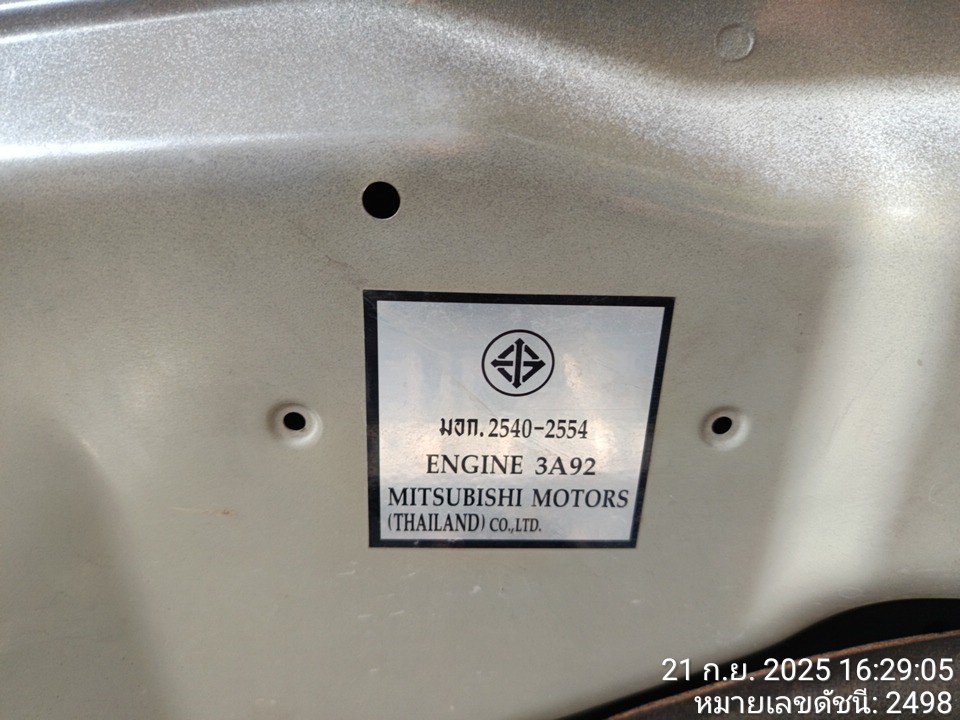 มอก. 2540-2554
ENGINE 3A92
MITSUBISHI MOTORS
(THAILAND) CO.,LTD.
21 ก.ย. 2025 16:29:05
หมายเลขดัชนี: 2498